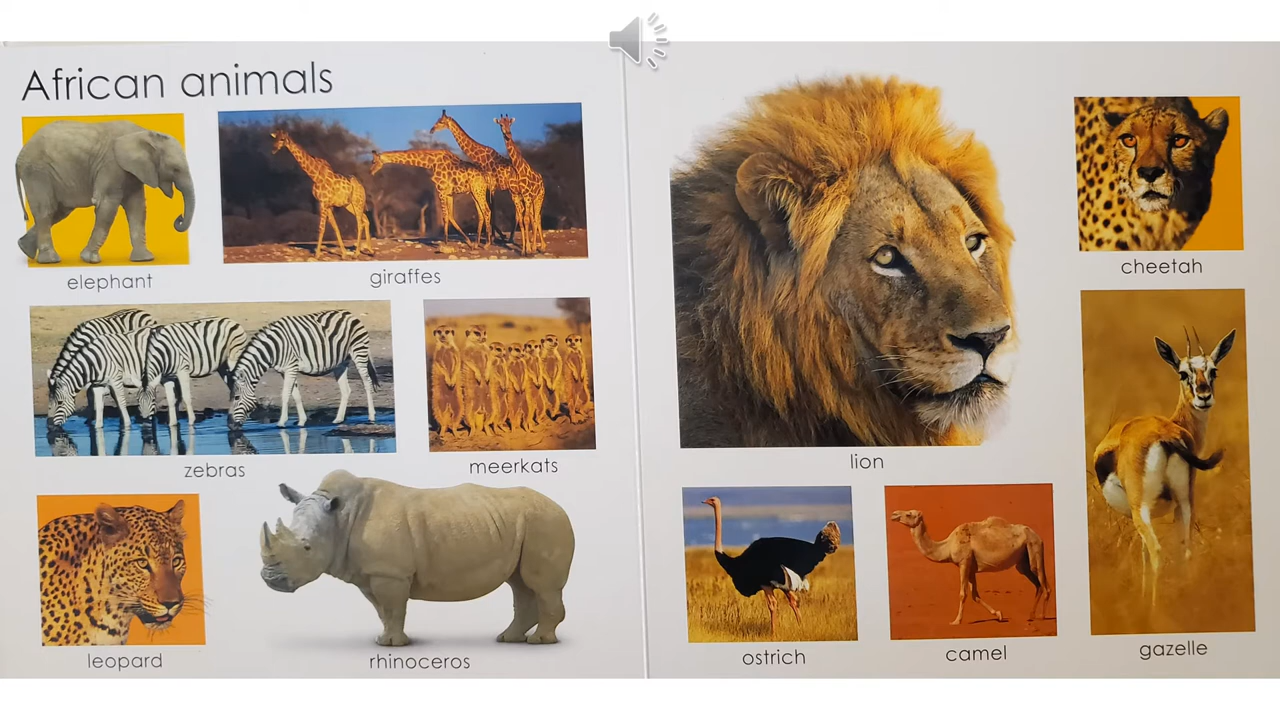 African animals
elephant
giraffes
zebras
meerkats
leopard
rhinoceros
lion
cheetah
ostrich
camel
gazelle